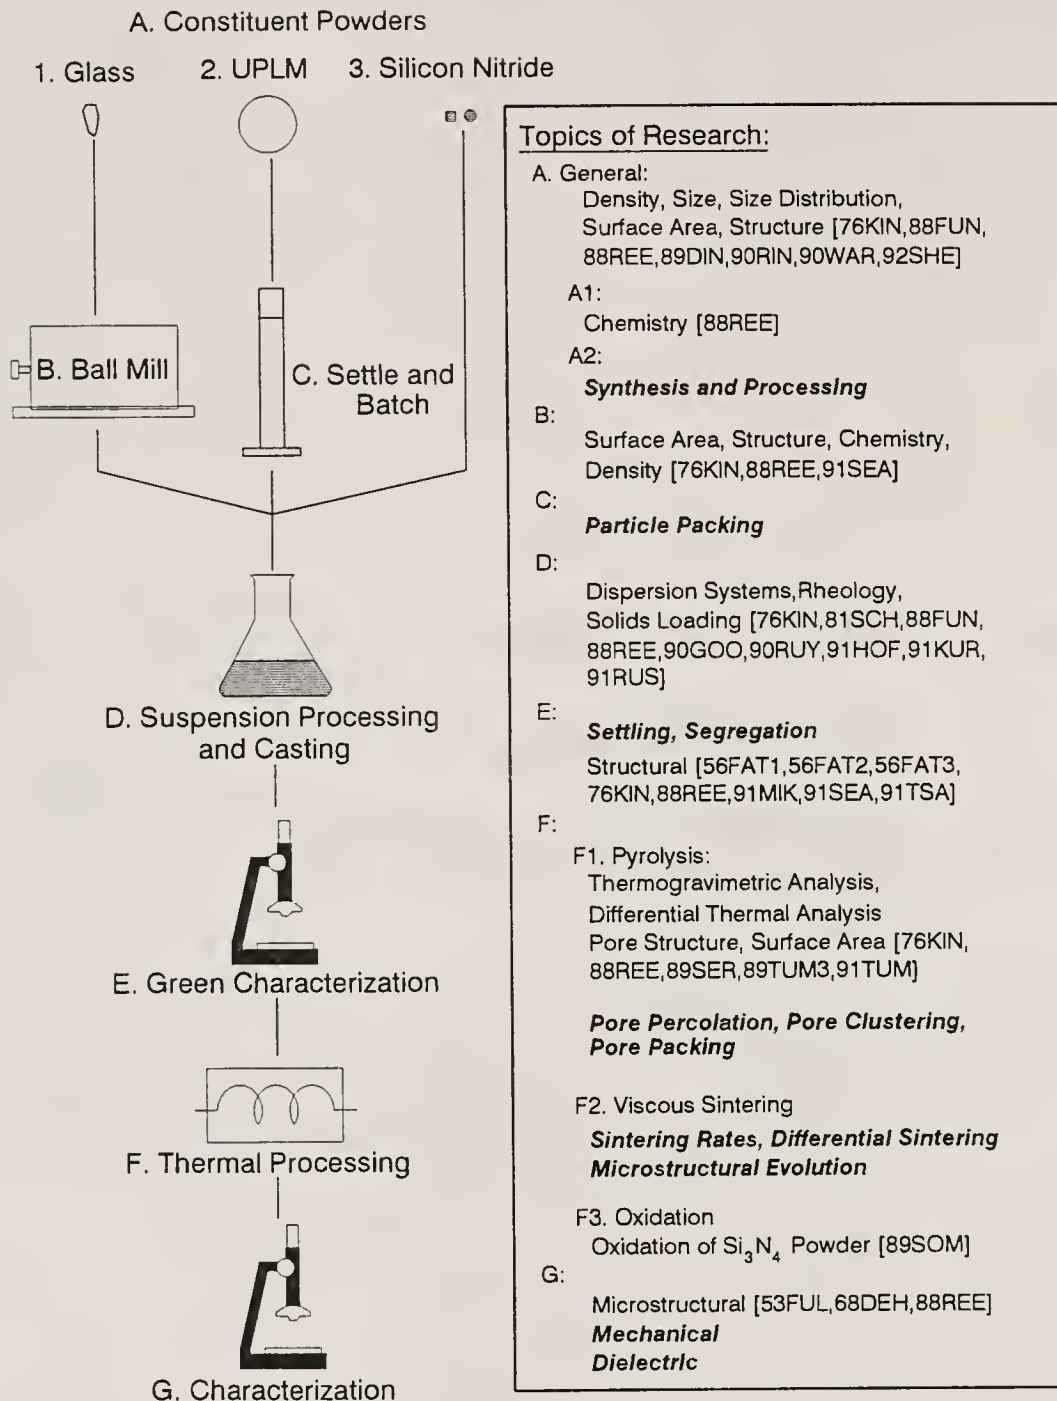 A. Constituent Powders
1. Glass
2. UPLM
3. Silicon Nitride
B. Ball Mill
C. Settle and
Batch
D. Suspension Processing
and Casting
E. Green Characterization
F. Thermal Processing
G. Characterization
Topics of Research:
A. General:
Density, Size, Size Distribution,
Surface Area, Structure [76KIN,88FUN,
88REE,89DIN,90RIN,90WAR,92SHE]
A1:
Chemistry [88REE]
A2:
Synthesis and Processing
B:
Surface Area, Structure, Chemistry,
Density [76KIN,88REE,91SEA]
C:
Particle Packing
D:
Dispersion Systems,Rheology,
Solids Loading [76KIN,81SCH,88FUN,
88REE,90GOO,90RUY,91HOF,91KUR,
91RUS]
E:
Settling, Segregation
Structural [56FAT1,56FAT2,56FAT3,
76KIN,88REE,91MIK,91SEA,91TSA]
F:
F1. Pyrolysis:
Thermogravimetric Analysis,
Differential Thermal Analysis
Pore Structure, Surface Area [76KIN,
88REE,89SER,89TUM3,91TUM]
Pore Percolation, Pore Clustering,
Pore Packing
F2. Viscous Sintering
Sintering Rates, Differential Sintering
Microstructural Evolution
F3. Oxidation
Oxidation of Si₃N₄ Powder [89SOM]
G:
Microstructural [53FUL,68DEH,88REE]
Mechanical
Dielectric